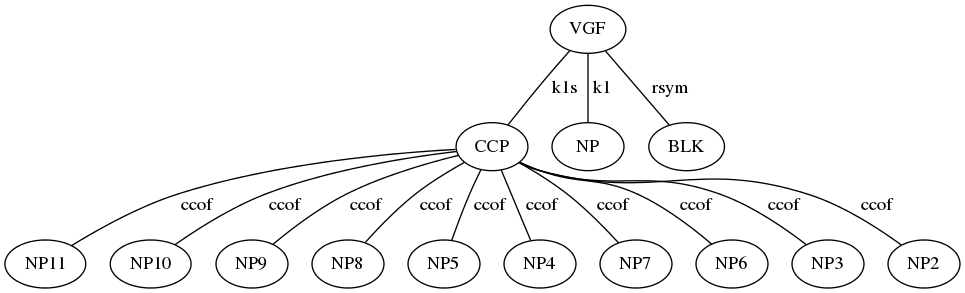 VGF
k1s k1 rsym
CCP NP BLK
ccof ccof ccof ccof ccof ccof ccof ccof ccof ccof
NP11 NP10 NP9 NP8 NP5 NP4 NP7 NP6 NP3 NP2